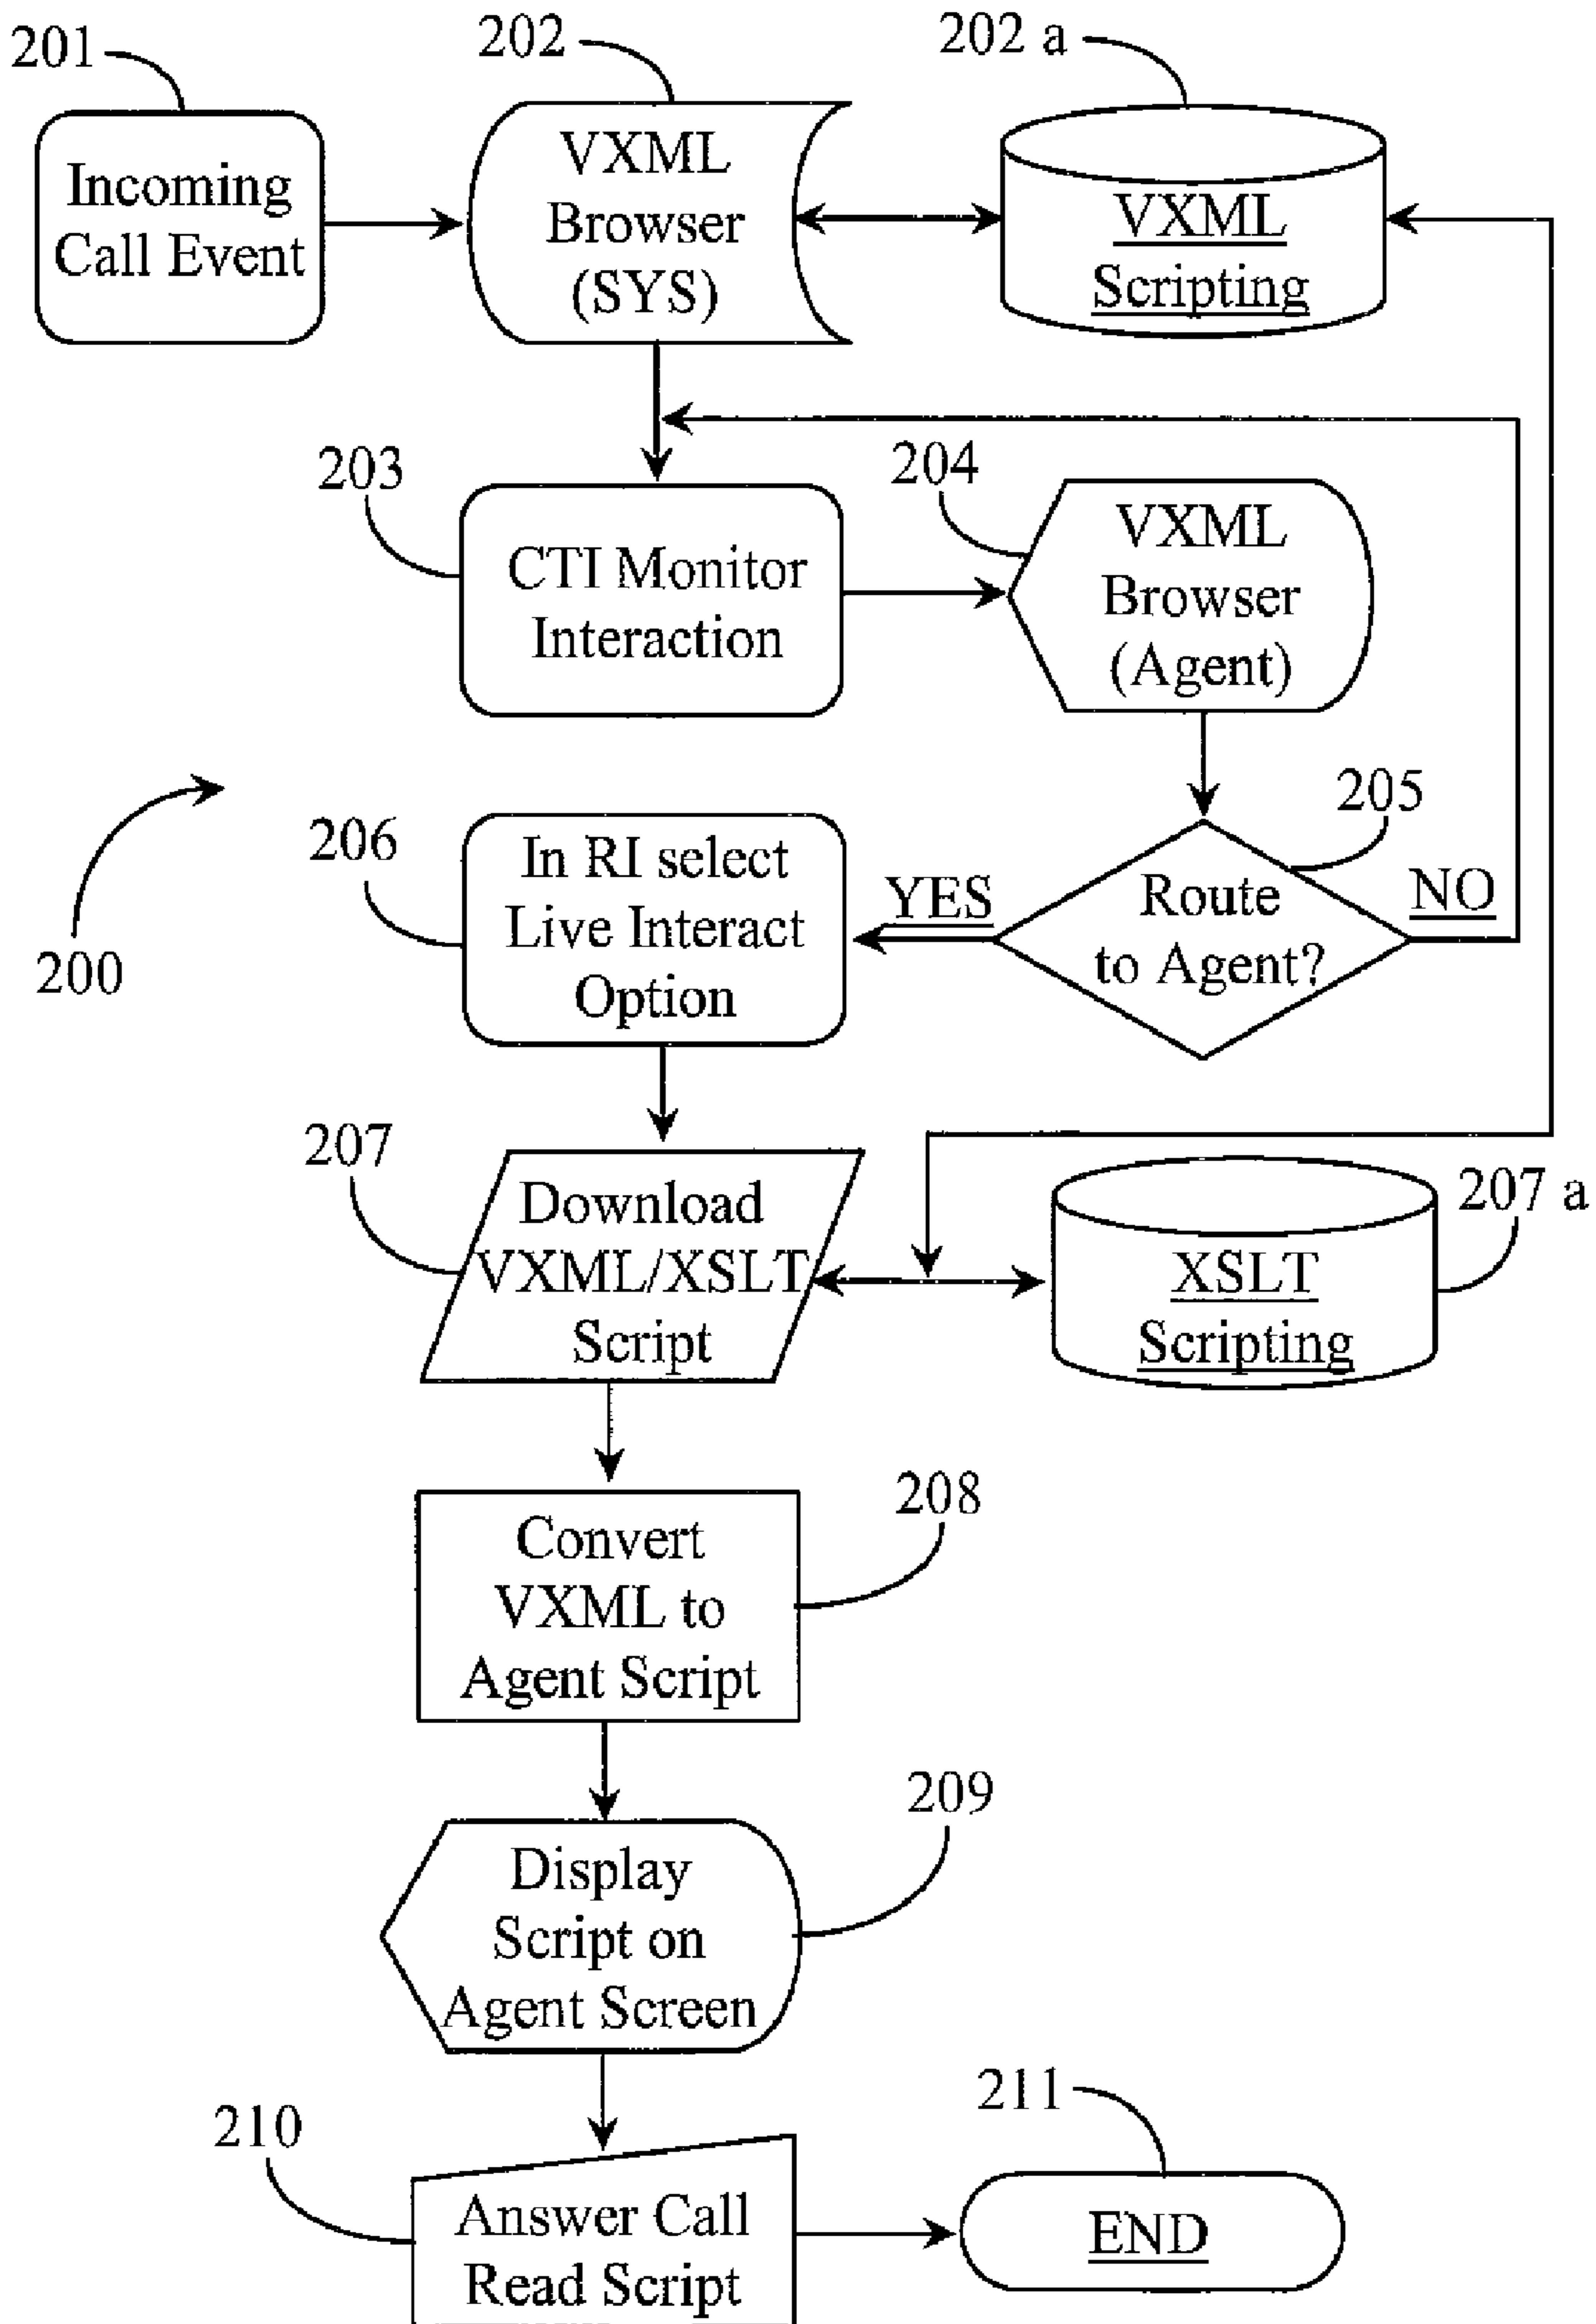 201
202
202 a
Incoming
Call Event
VXML
Browser
(SYS)
VXML
Scripting
203
204
CTI Monitor
Interaction
VXML
Browser
(Agent)
200
205
206
In RI select
Live Interact
Option
YES
Route
to Agent?
NO
207
Download
VXML/XSLT
Script
XSLT
Scripting
207 a
208
Convert
VXML to
Agent Script
209
Display
Script on
Agent Screen
210
211
Answer Call
Read Script
END